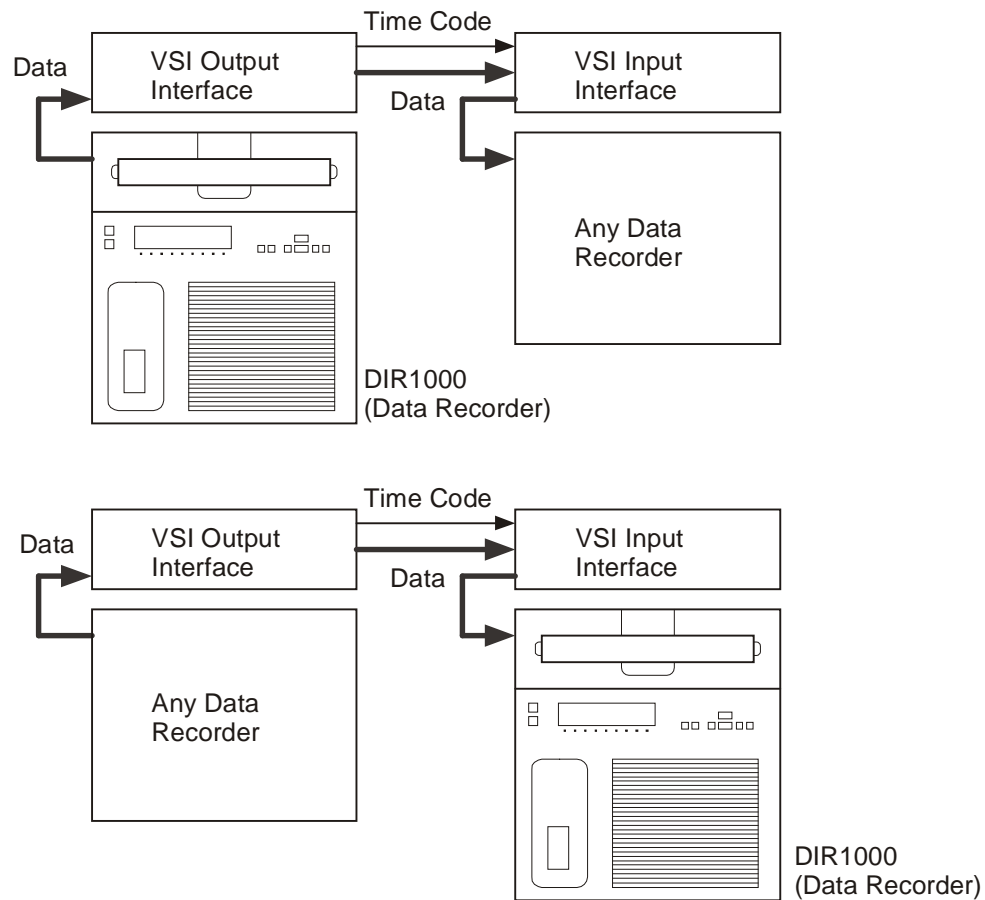 Time Code
Data
VSI Output
Interface
VSI Input
Interface
Data
Any Data
Recorder
DIR1000
(Data Recorder)
Time Code
Data
VSI Output
Interface
VSI Input
Interface
Data
Any Data
Recorder
DIR1000
(Data Recorder)